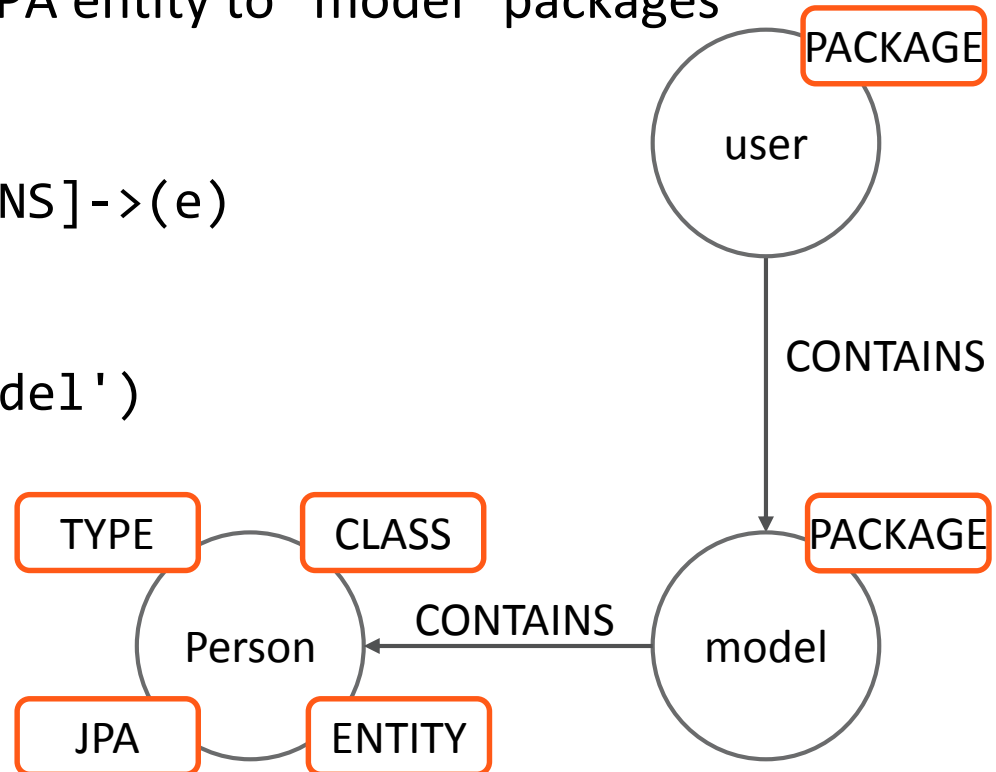 PA entity to "model" packages
PACKAGE
user
NS]->(e)
CONTAINS
del')
TYPE
CLASS
PACKAGE
CONTAINS
Person
model
JPA
ENTITY